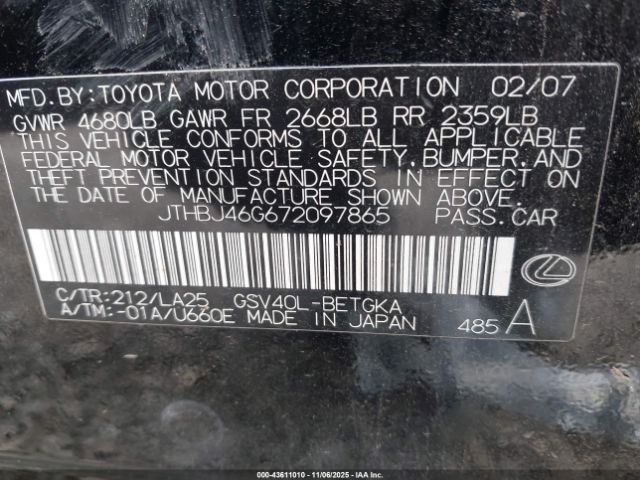 MFD.BY:TOYOTA MOTOR CORPORATION 02/07
GVWR 4680LB GAWR FR 2668LB RR 2359LB
THIS VEHICLE CONFORMS TO ALL APPLICABLE
FEDERAL MOTOR VEHICLE SAFETY,BUMPER,AND
THEFT PREVENTION STANDARDS IN EFFECT ON
THE DATE OF MANUFACTURE SHOWN ABOVE.
JTHBJ46G672097865 PASS.CAR
C/TR:212/LA25 GSV40L-BETGKA
A/TM:-01A/U660E MADE IN JAPAN 485 A
000-43611010 - 11/06/2025 - IAAI.COM